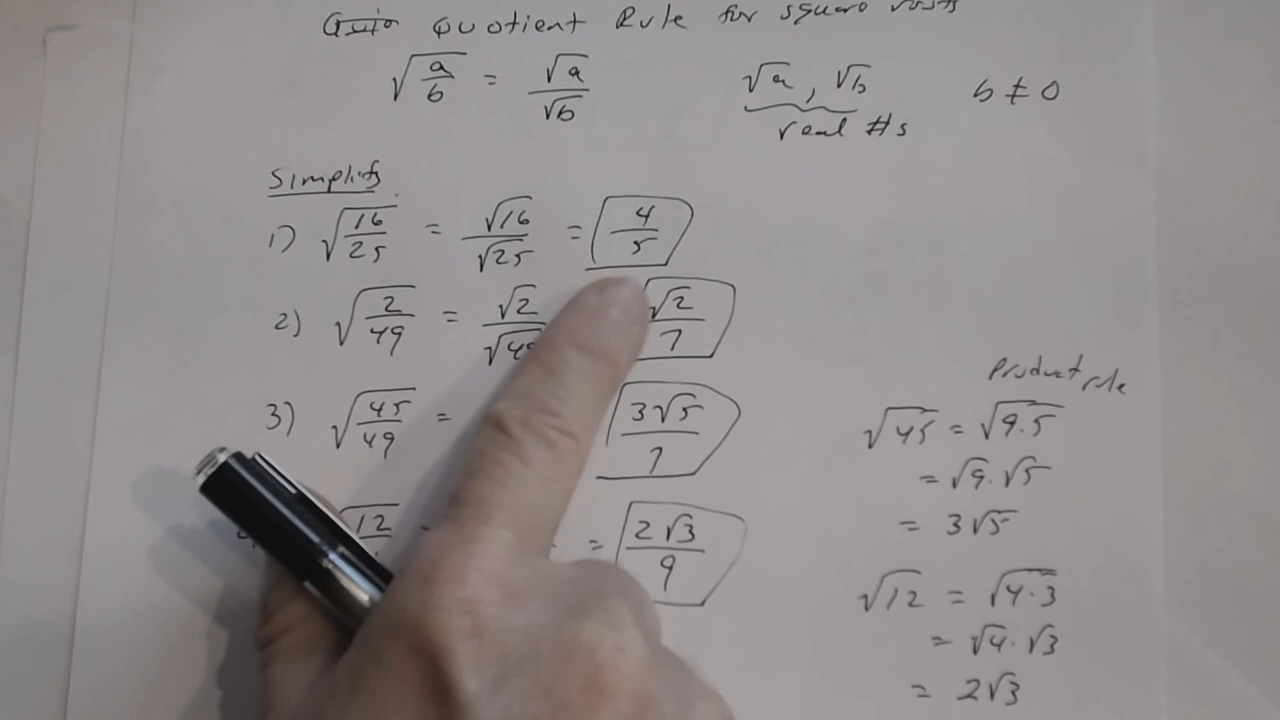 Quotient Rule for square roots
√(a/b) = √a/√b √a, √b b ≠ 0
real #s
Simplify
1) √(16/25) = √16/√25 = 4/5
2) √(2/49) = √2/√49 √2/7
3) √(45/49) = 3√5/7
√12 = 2√3/9
Product rule
√45 = √9·5
= √9·√5
= 3√5
√12 = √4·3
= √4·√3
= 2√3